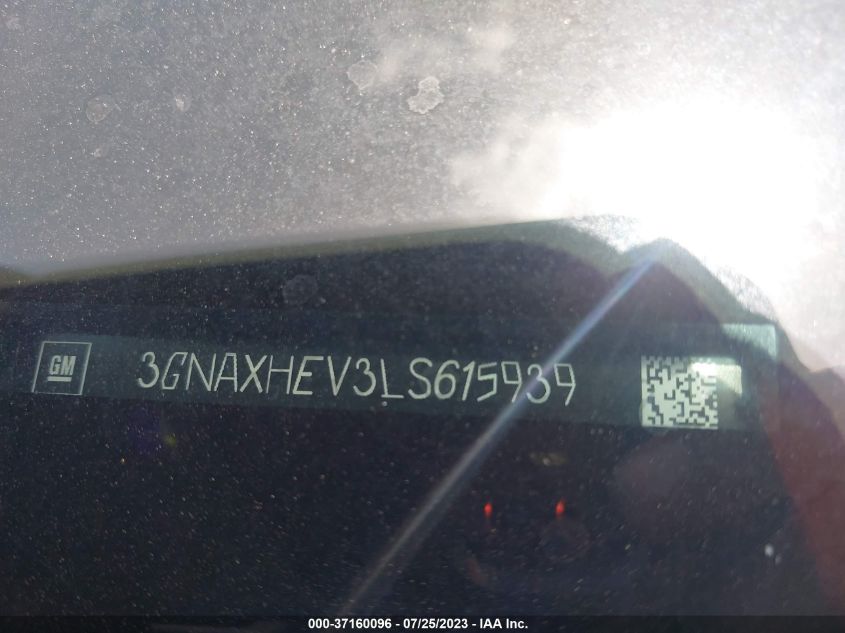 GM 3GNAXHEV3LS615939
000-37160096 - 07/25/2023 - IAA Inc.